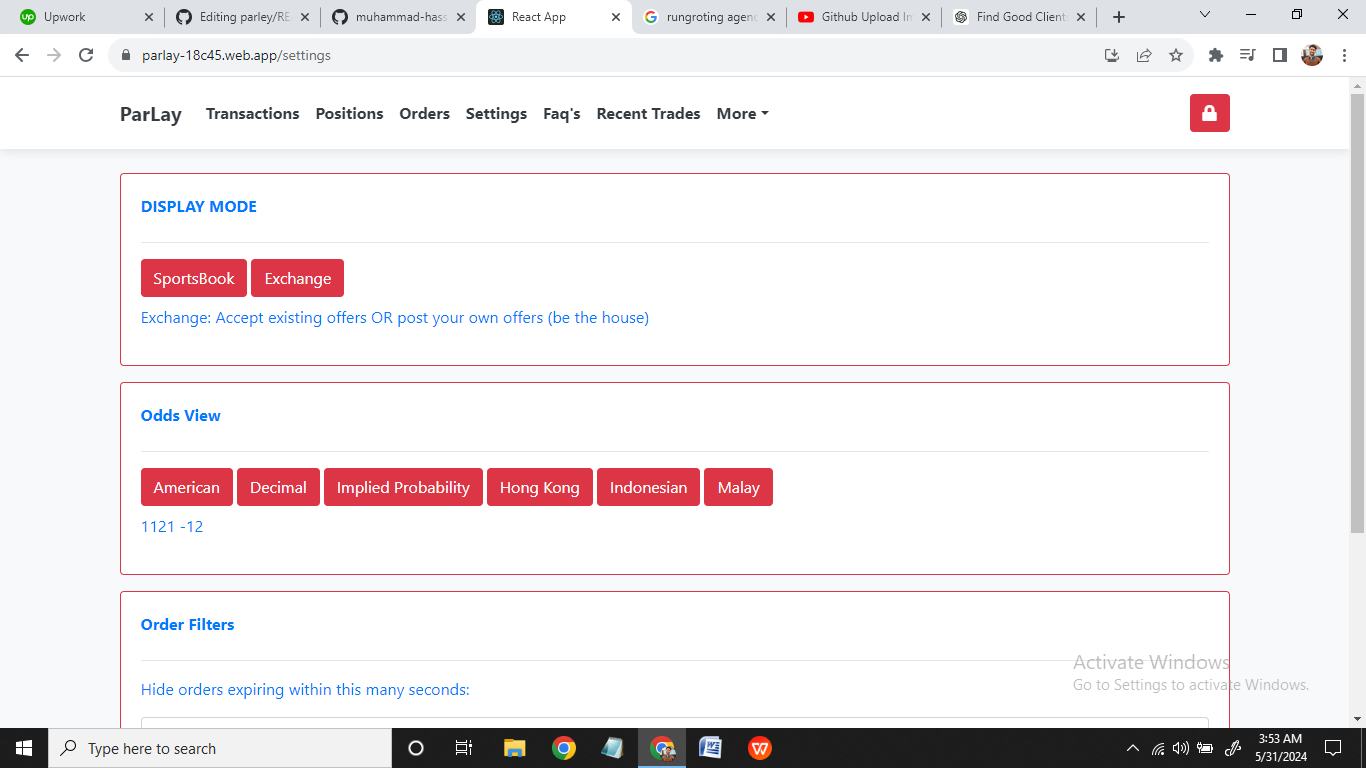 Upwork
Editing parley/RE
muhammad-hass
React App
rungroting agenc
Github Upload Im
Find Good Client
parlay-18c45.web.app/settings
ParLay Transactions Positions Orders Settings Faq's Recent Trades More
DISPLAY MODE
SportsBook Exchange
Exchange: Accept existing offers OR post your own offers (be the house)
Odds View
American Decimal Implied Probability Hong Kong Indonesian Malay
1121 -12
Order Filters
Hide orders expiring within this many seconds:
Activate Windows
Go to Settings to activate Windows.
Type here to search
3:53 AM
5/31/2024